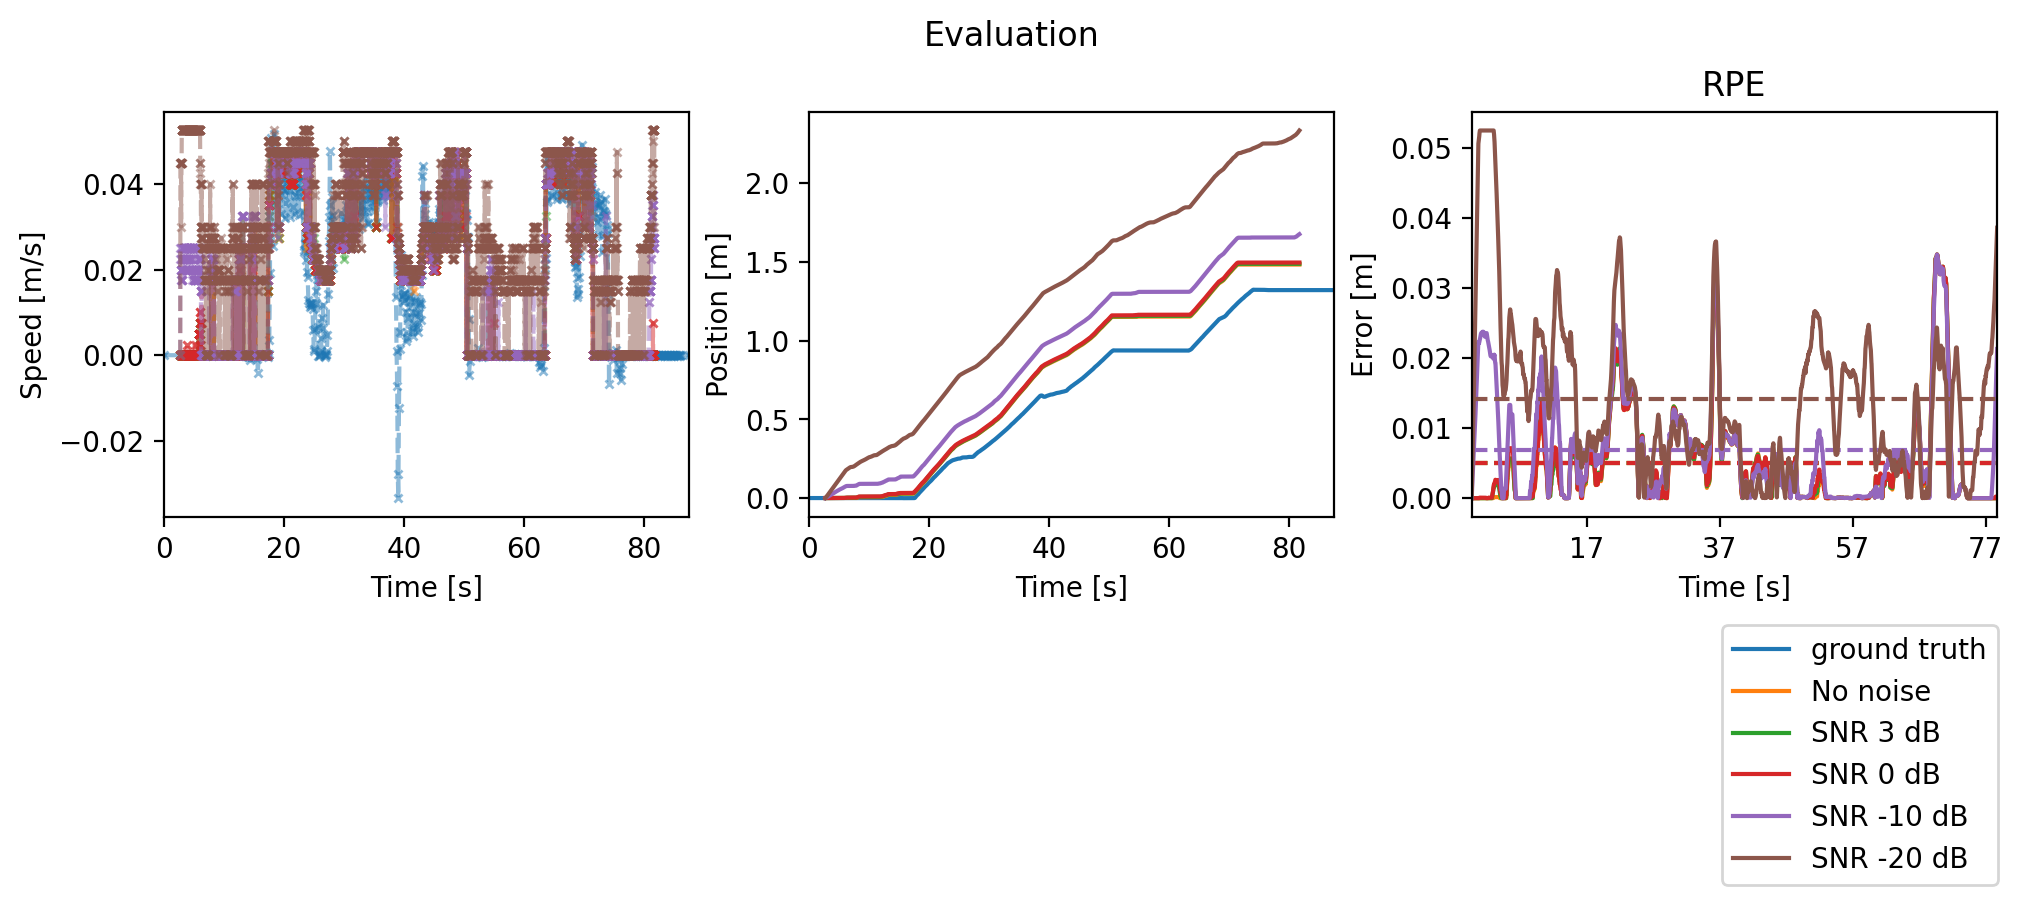 Evaluation
Speed [m/s]
0.04
0.02
0.00
−0.02
0 20 40 60 80
Time [s]
Position [m]
2.0
1.5
1.0
0.5
0.0
0 20 40 60 80
Time [s]
RPE
Error [m]
0.05
0.04
0.03
0.02
0.01
0.00
17 37 57 77
Time [s]
ground truth
No noise
SNR 3 dB
SNR 0 dB
SNR -10 dB
SNR -20 dB